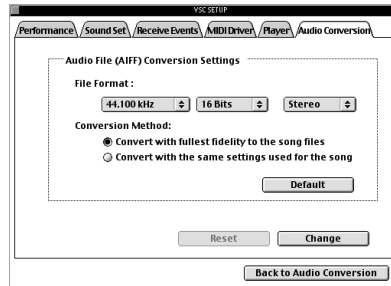 VSC SETUP
Performance Sound Set Receive Events MIDI Driver Player Audio Conversion
Audio File (AIFF) Conversion Settings
File Format :
44.100 kHz 16 Bits Stereo
Conversion Method:
Convert with fullest fidelity to the song files
Convert with the same settings used for the song
Default
Reset Change
Back to Audio Conversion